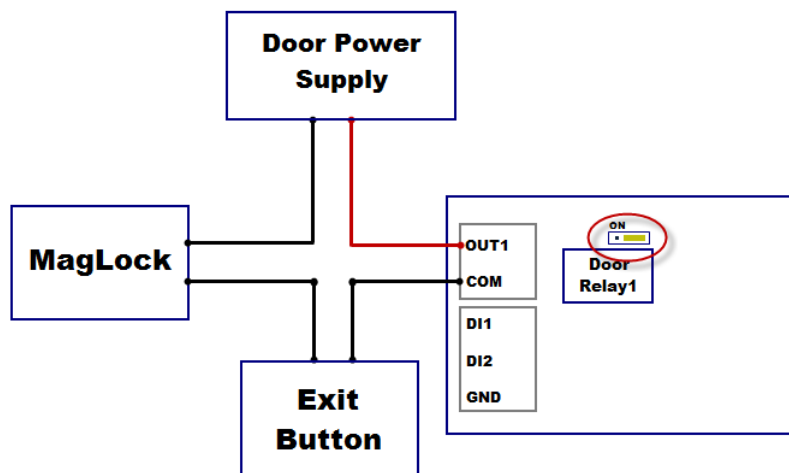 Door Power
Supply
MagLock
OUT1
COM
DI1
DI2
GND
ON
Door
Relay1
Exit
Button